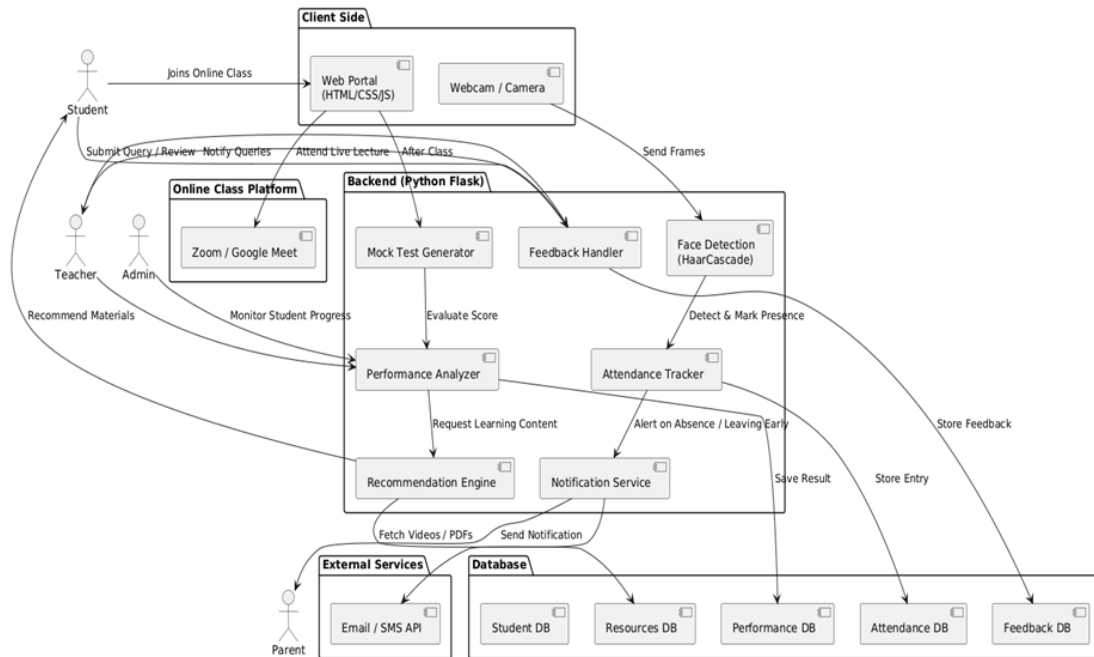 Client Side
Joins Online Class
Web Portal
(HTML/CSS/JS)
Webcam / Camera
Student
Submit Query / Review
Notify Queries
Attend Live Lecture
After Class
Send Frames
Online Class Platform
Backend (Python Flask)
Zoom / Google Meet
Mock Test Generator
Feedback Handler
Face Detection
(HaarCascade)
Teacher
Admin
Recommend Materials
Monitor Student Progress
Evaluate Score
Detect & Mark Presence
Performance Analyzer
Attendance Tracker
Request Learning Content
Alert on Absence / Leaving Early
Store Feedback
Recommendation Engine
Notification Service
Save Result
Store Entry
Fetch Videos / PDFs
Send Notification
External Services
Database
Parent
Email / SMS API
Student DB
Resources DB
Performance DB
Attendance DB
Feedback DB